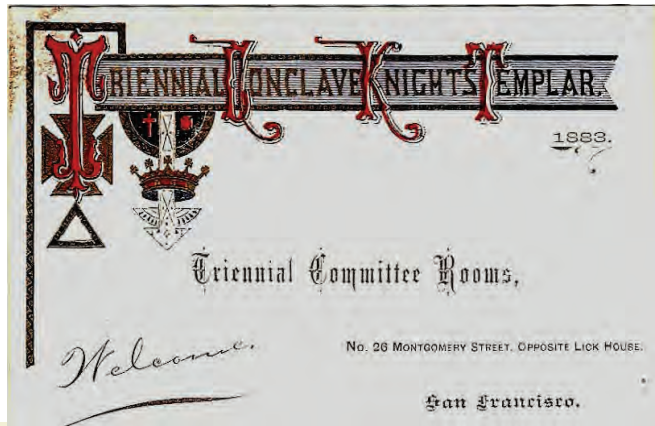 TRIENNIAL CONCLAVE KNIGHTS TEMPLAR.
1883.
Triennial Committee Rooms,
Welcome.
No. 26 Montgomery Street, Opposite Lick House.
San Francisco.